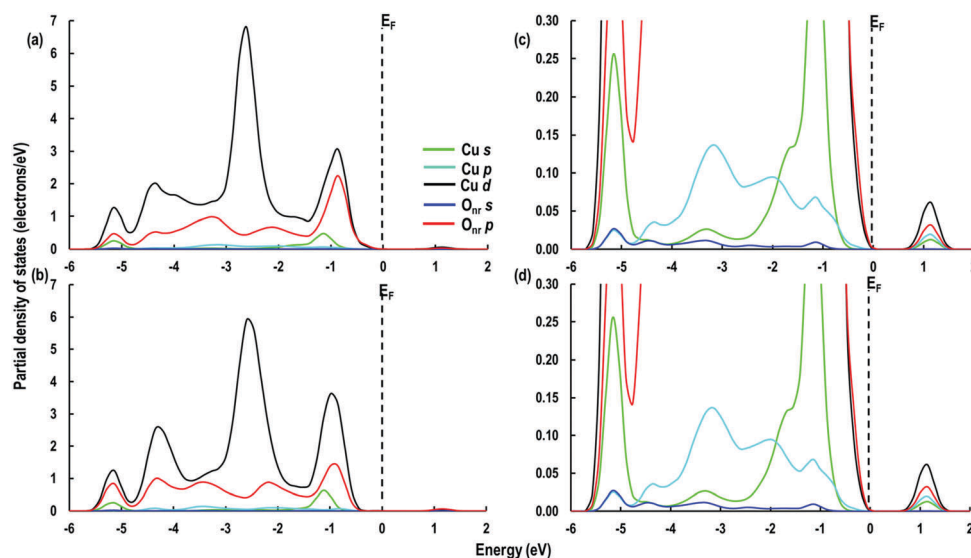 (a)
E_F
7
6
5
4
3
2
1
0
-6 -5 -4 -3 -2 -1 0 1 2
Cu s
Cu p
Cu d
O_nr s
O_nr p
(c)
E_F
0.30
0.25
0.20
0.15
0.10
0.05
0.00
-6 -5 -4 -3 -2 -1 0 1 2
Partial density of states (electrons/eV)
(b)
E_F
7
6
5
4
3
2
1
0
-6 -5 -4 -3 -2 -1 0 1 2
(d)
E_F
0.30
0.25
0.20
0.15
0.10
0.05
0.00
-6 -5 -4 -3 -2 -1 0 1 2
Energy (eV)